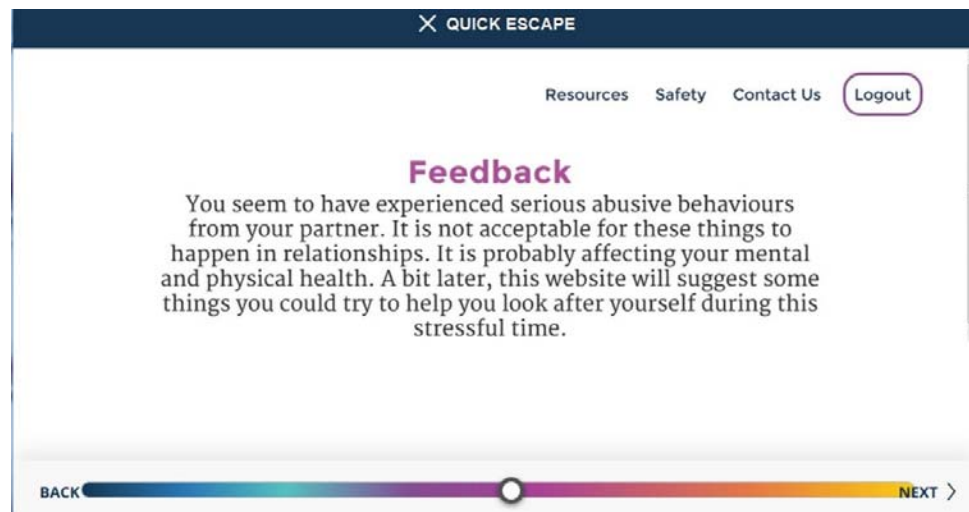 X QUICK ESCAPE
Resources Safety Contact Us Logout
Feedback
You seem to have experienced serious abusive behaviours
from your partner. It is not acceptable for these things to
happen in relationships. It is probably affecting your mental
and physical health. A bit later, this website will suggest some
things you could try to help you look after yourself during this
stressful time.
BACK NEXT >